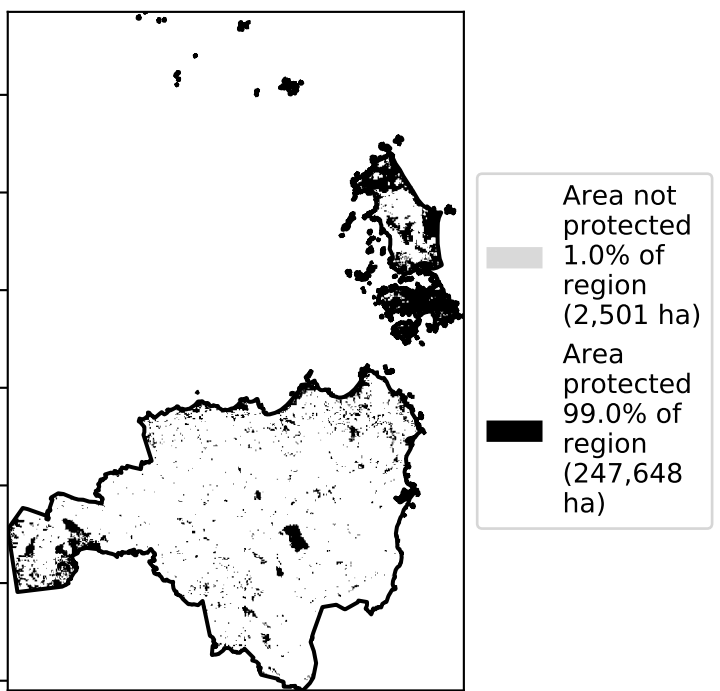 Area not
protected
1.0% of
region
(2,501 ha)
Area
protected
99.0% of
region
(247,648
ha)